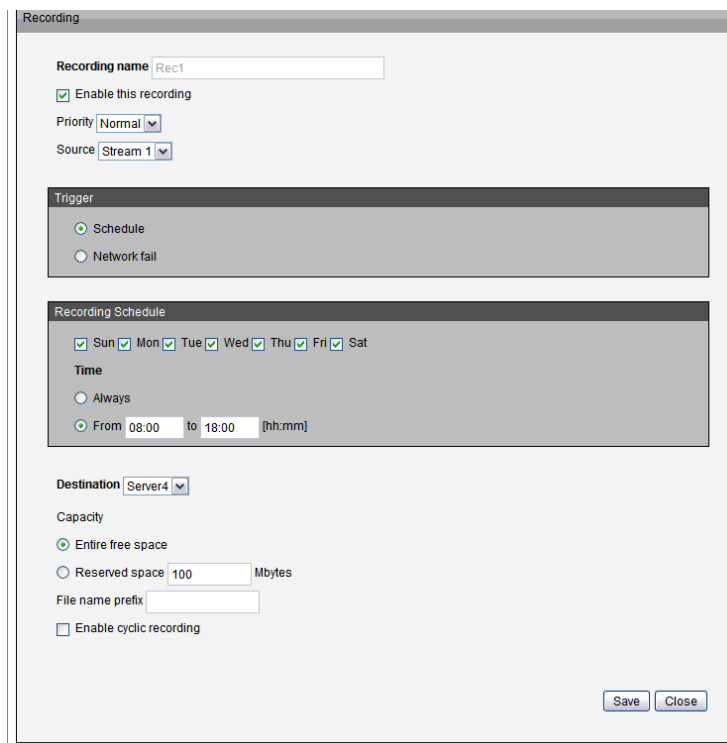 Recording
Recording name Rec1
Enable this recording
Priority Normal
Source Stream 1
Trigger
Schedule
Network fail
Recording Schedule
Sun Mon Tue Wed Thu Fri Sat
Time
Always
From 08:00 to 18:00 [hh:mm]
Destination Server4
Capacity
Entire free space
Reserved space 100 Mbytes
File name prefix
Enable cyclic recording
Save Close